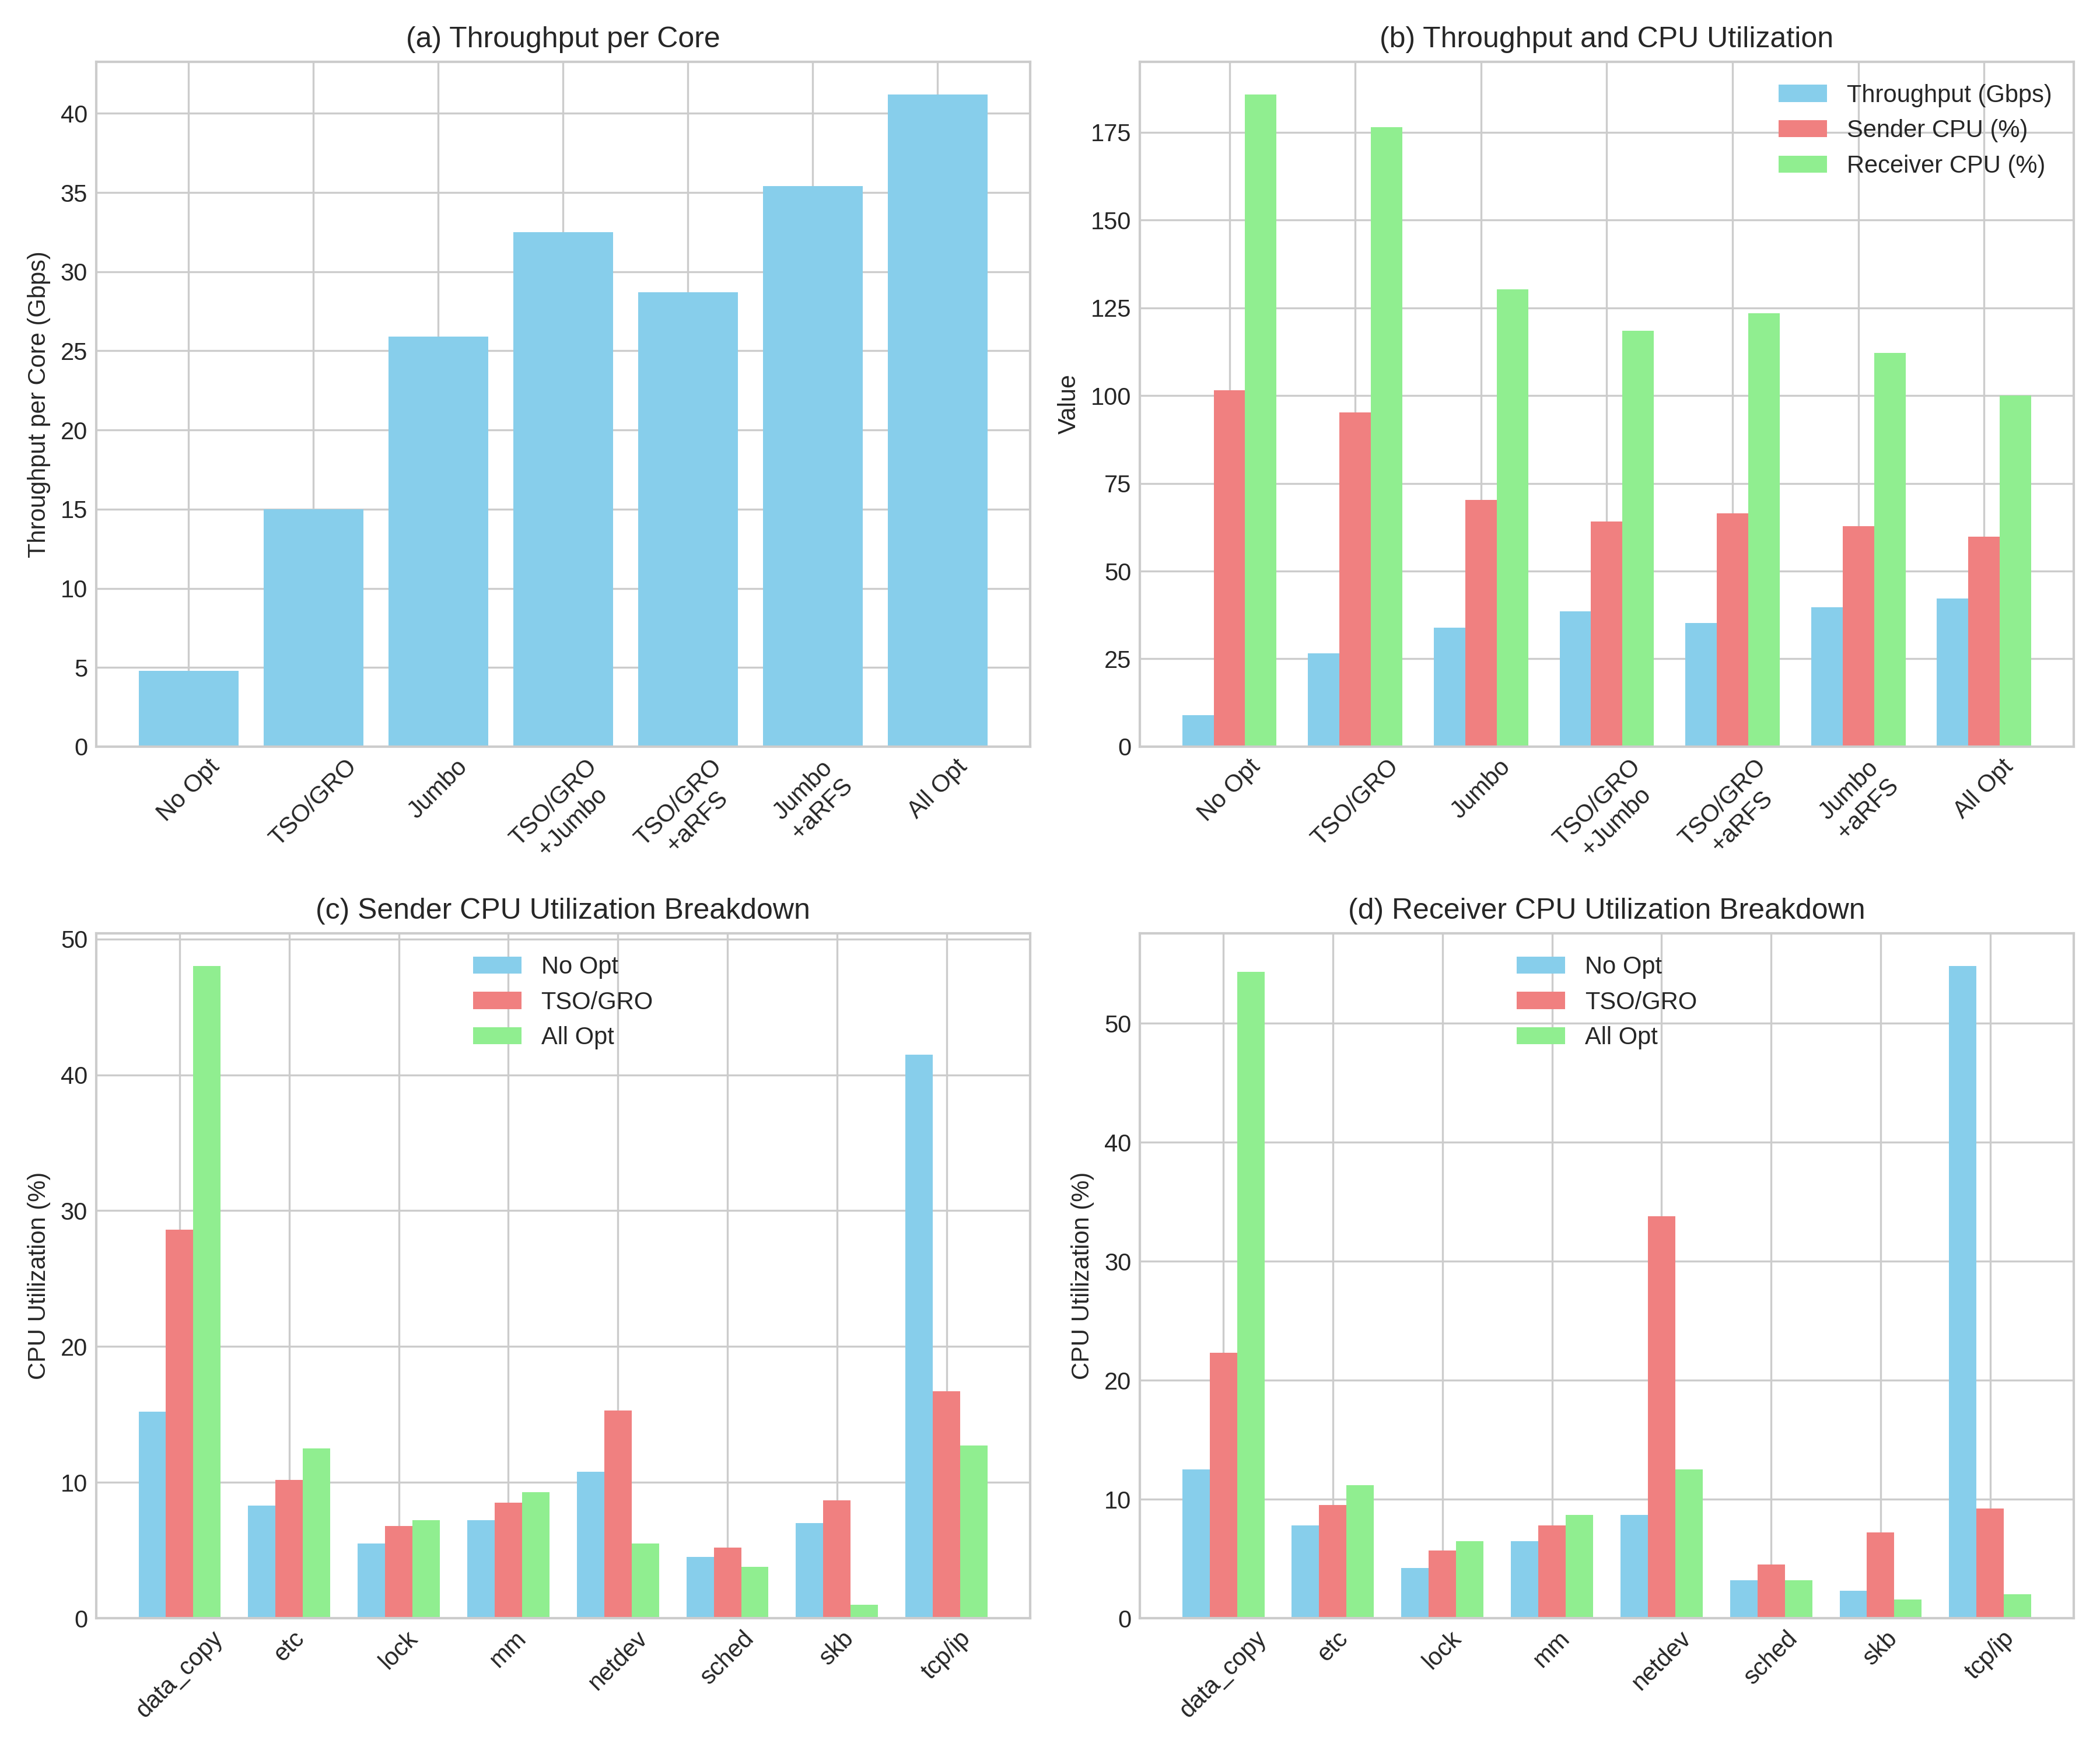 (a) Throughput per Core
Throughput per Core (Gbps)
40
35
30
25
20
15
10
5
0
No Opt
TSO/GRO
Jumbo
TSO/GRO
+Jumbo
TSO/GRO
+aRFS
Jumbo
+aRFS
All Opt
(b) Throughput and CPU Utilization
Value
175
150
125
100
75
50
25
0
Throughput (Gbps)
Sender CPU (%)
Receiver CPU (%)
No Opt
TSO/GRO
Jumbo
TSO/GRO
+Jumbo
TSO/GRO
+aRFS
Jumbo
+aRFS
All Opt
(c) Sender CPU Utilization Breakdown
CPU Utilization (%)
50
40
30
20
10
0
No Opt
TSO/GRO
All Opt
data_copy
etc
lock
mm
netdev
sched
skb
tcp/ip
(d) Receiver CPU Utilization Breakdown
CPU Utilization (%)
50
40
30
20
10
0
No Opt
TSO/GRO
All Opt
data_copy
etc
lock
mm
netdev
sched
skb
tcp/ip